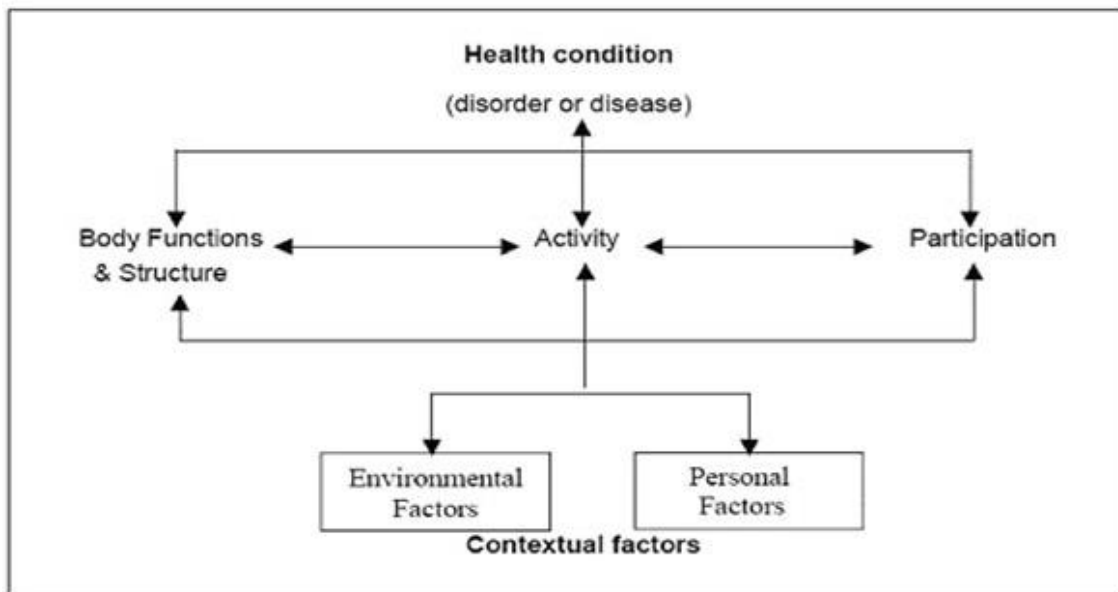 Health condition
(disorder or disease)
Body Functions
& Structure
Activity
Participation
Environmental
Factors
Personal
Factors
Contextual factors